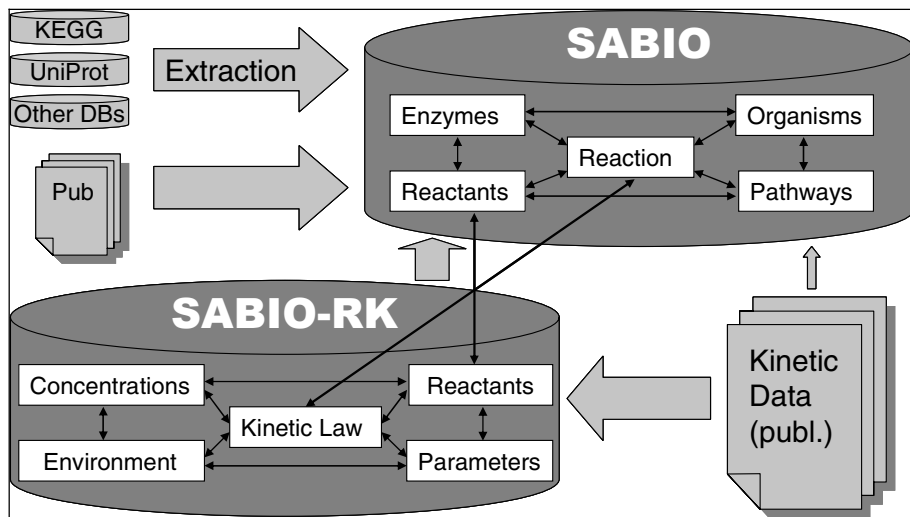 KEGG
UniProt
Other DBs
Extraction
Pub
SABIO
Enzymes
Organisms
Reaction
Reactants
Pathways
SABIO-RK
Concentrations
Reactants
Kinetic Law
Environment
Parameters
Kinetic
Data
(publ.)